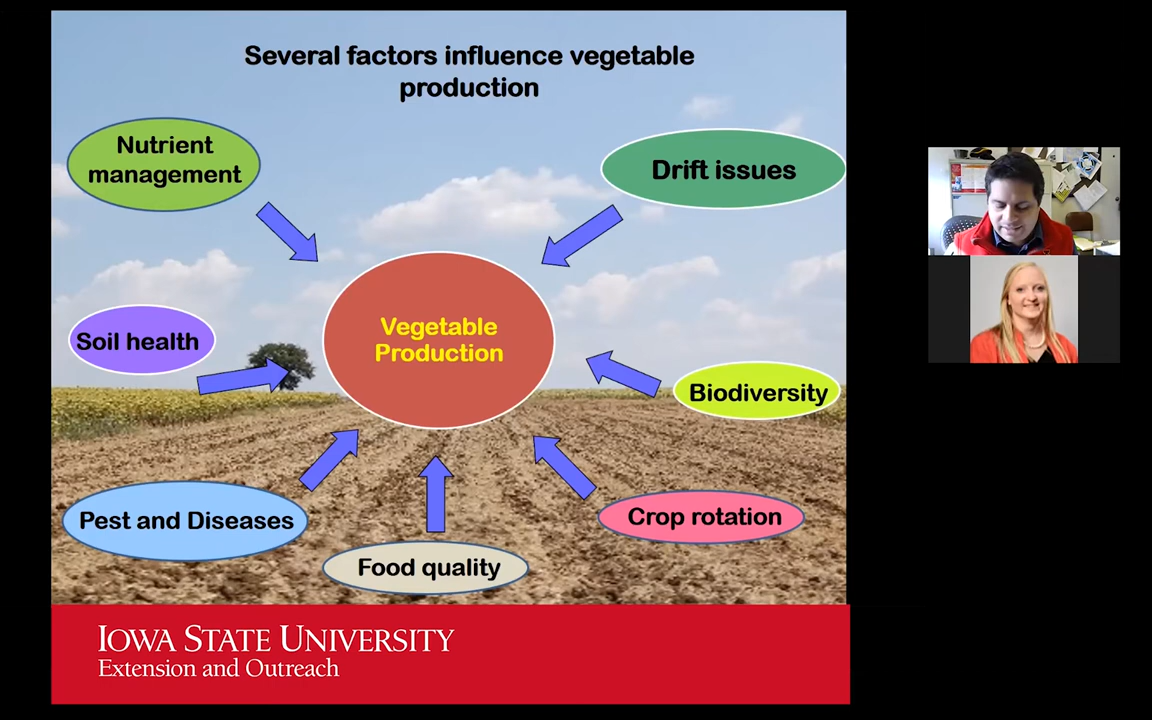 Several factors influence vegetable
production
Nutrient
management
Drift issues
Soil health
Vegetable
Production
Biodiversity
Pest and Diseases
Food quality
Crop rotation
IOWA STATE UNIVERSITY
Extension and Outreach